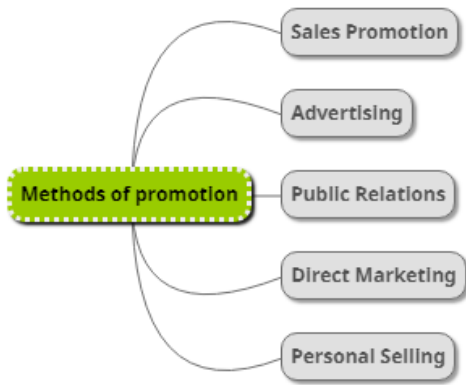 Sales Promotion
Advertising
Methods of promotion
Public Relations
Direct Marketing
Personal Selling